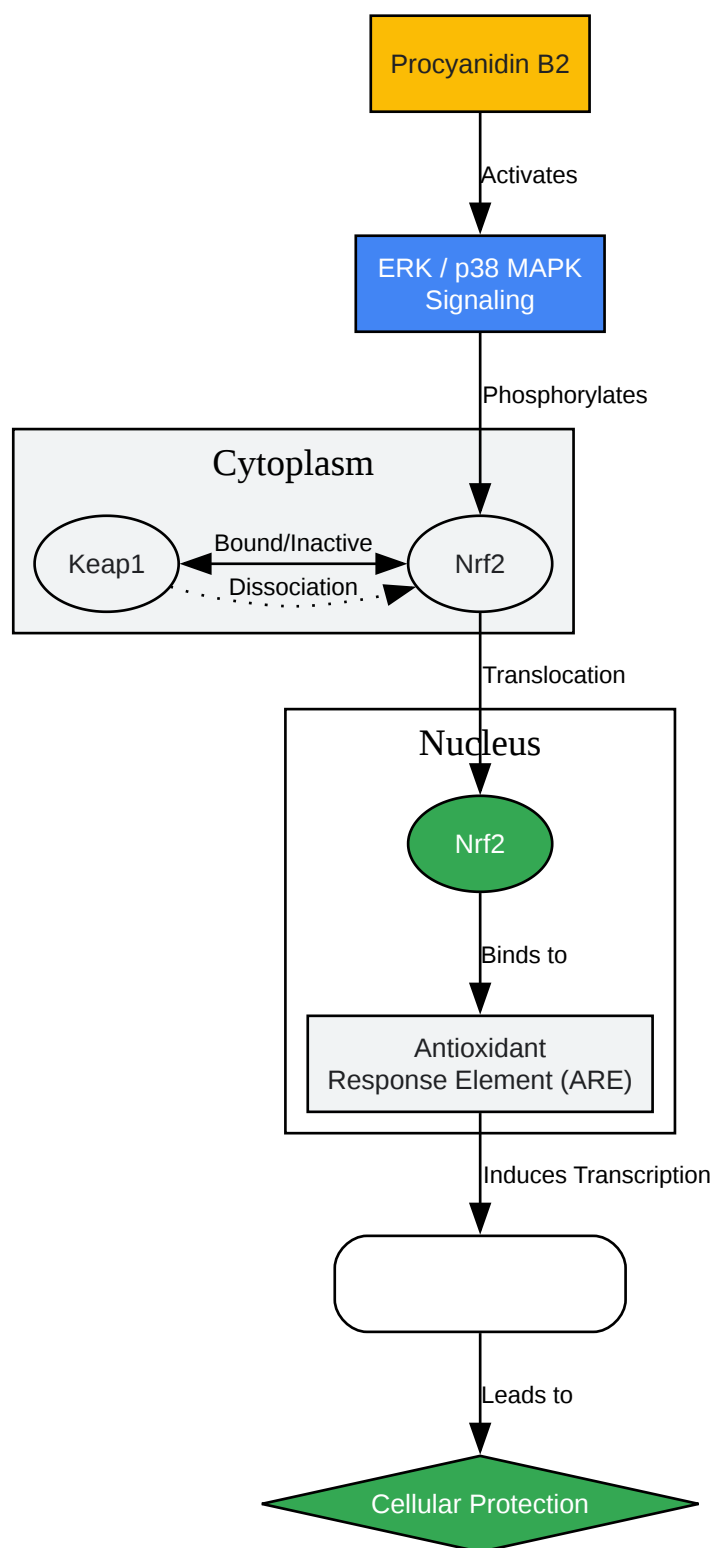 Procyanidin B2
Activates
ERK / p38 MAPK
Signaling
Phosphorylates
Cytoplasm
Keap1
Bound/Inactive
Dissociation
Nrf2
Translocation
Nucleus
Nrf2
Binds to
Antioxidant
Response Element (ARE)
Induces Transcription
Leads to
Cellular Protection